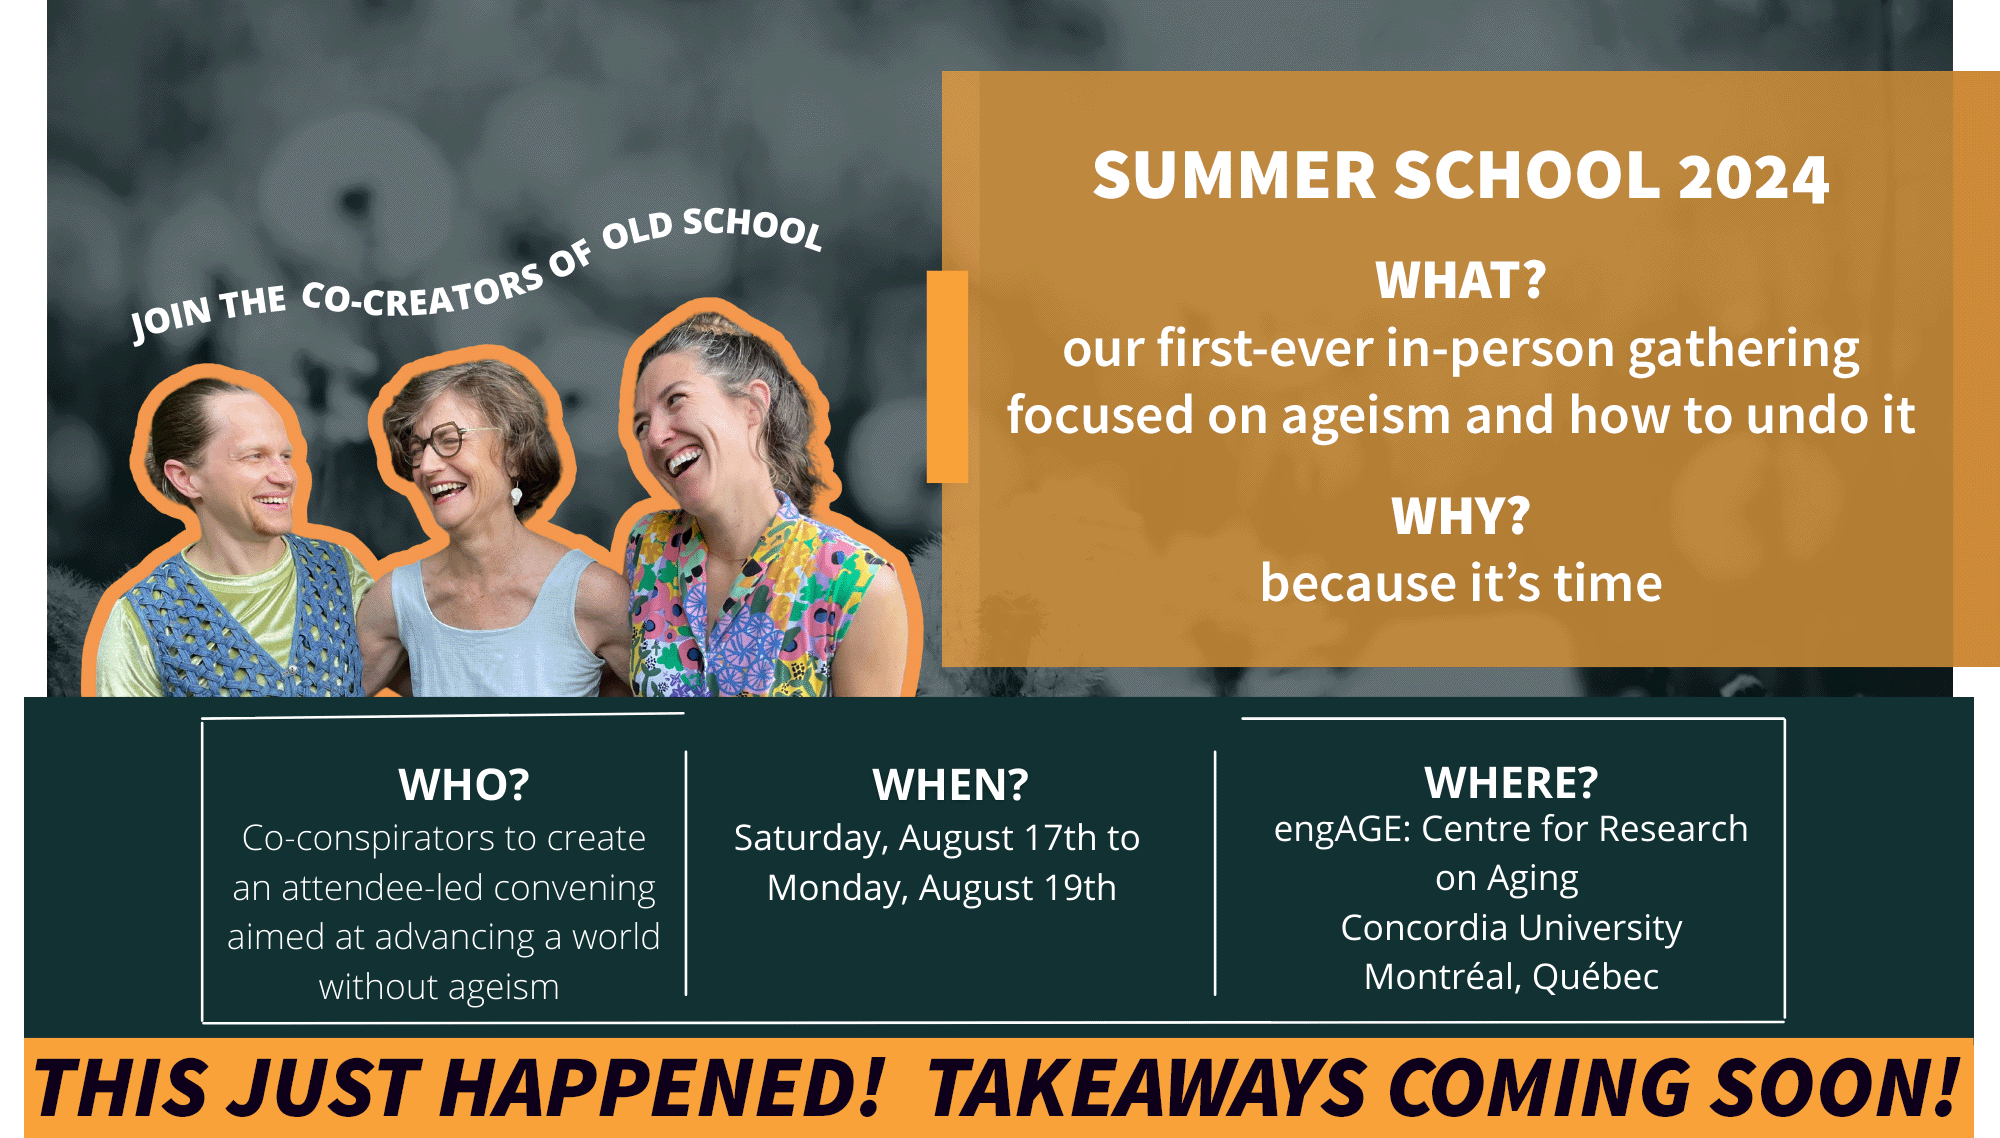 JOIN THE CO-CREATORS OF OLD SCHOOL
SUMMER SCHOOL 2024
WHAT?
our first-ever in-person gathering
focused on ageism and how to undo it
WHY?
because it’s time
WHO?
Co-conspirators to create
an attendee-led convening
aimed at advancing a world
without ageism
WHEN?
Saturday, August 17th to
Monday, August 19th
WHERE?
engAGE: Centre for Research
on Aging
Concordia University
Montréal, Québec
THIS JUST HAPPENED! TAKEAWAYS COMING SOON!